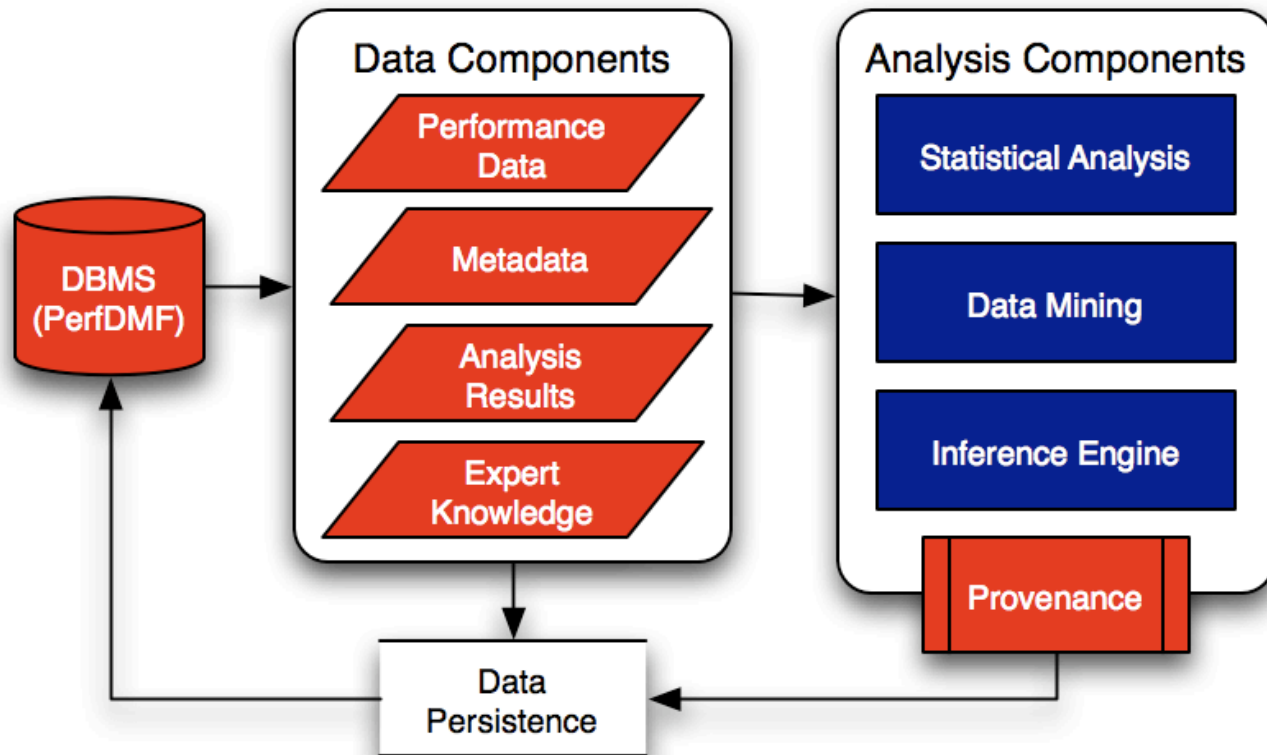 Data Components
Performance
Data
Metadata
Analysis
Results
Expert
Knowledge
Analysis Components
Statistical Analysis
Data Mining
Inference Engine
Provenance
DBMS
(PerfDMF)
Data
Persistence